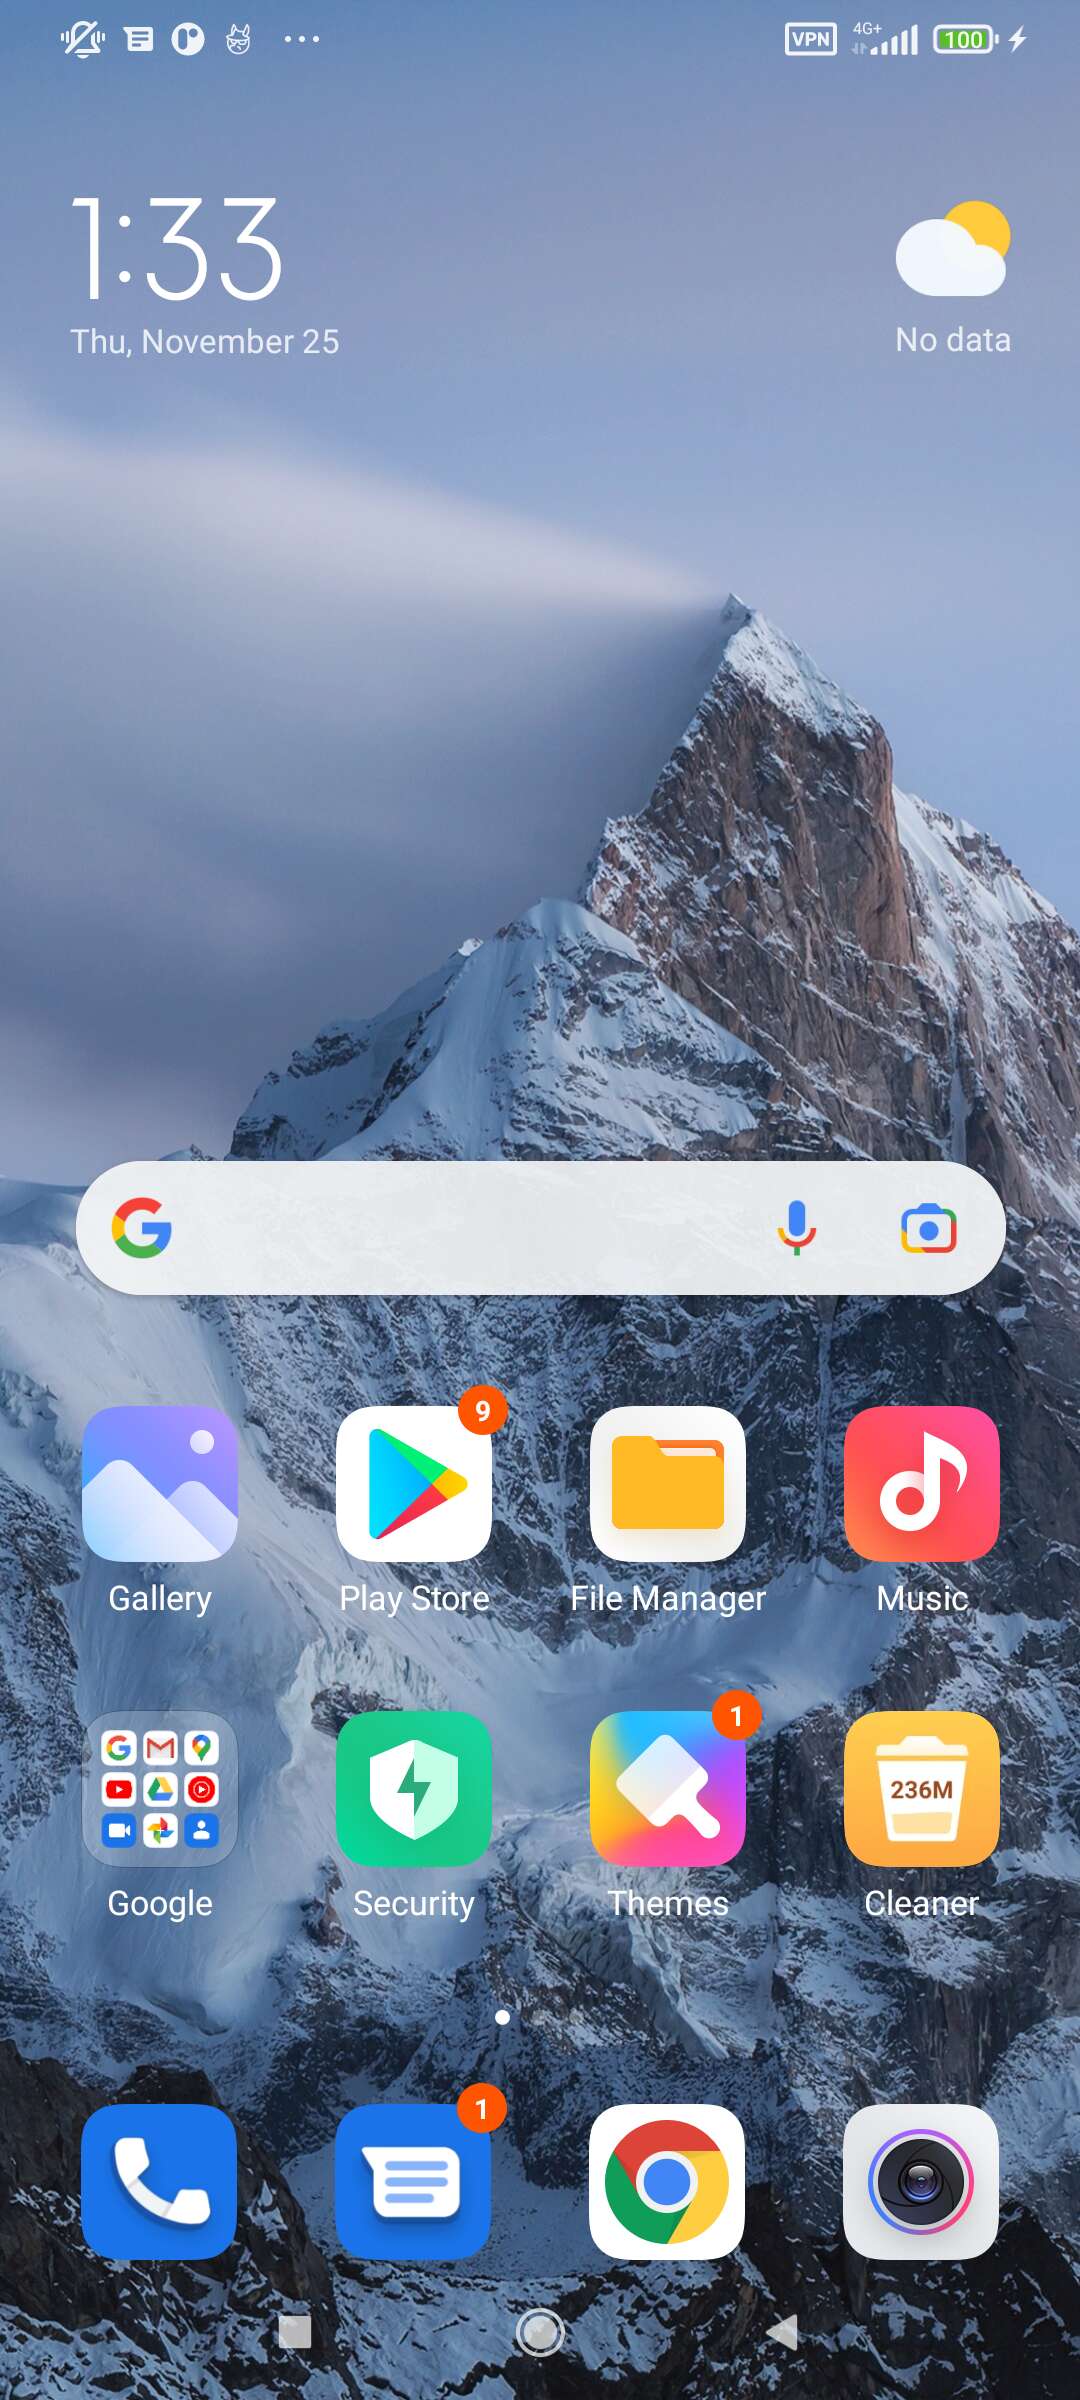 VPN 4G+ 100
1:33
Thu, November 25
No data
9
Gallery Play Store File Manager Music
1
236M
Google Security Themes Cleaner
1